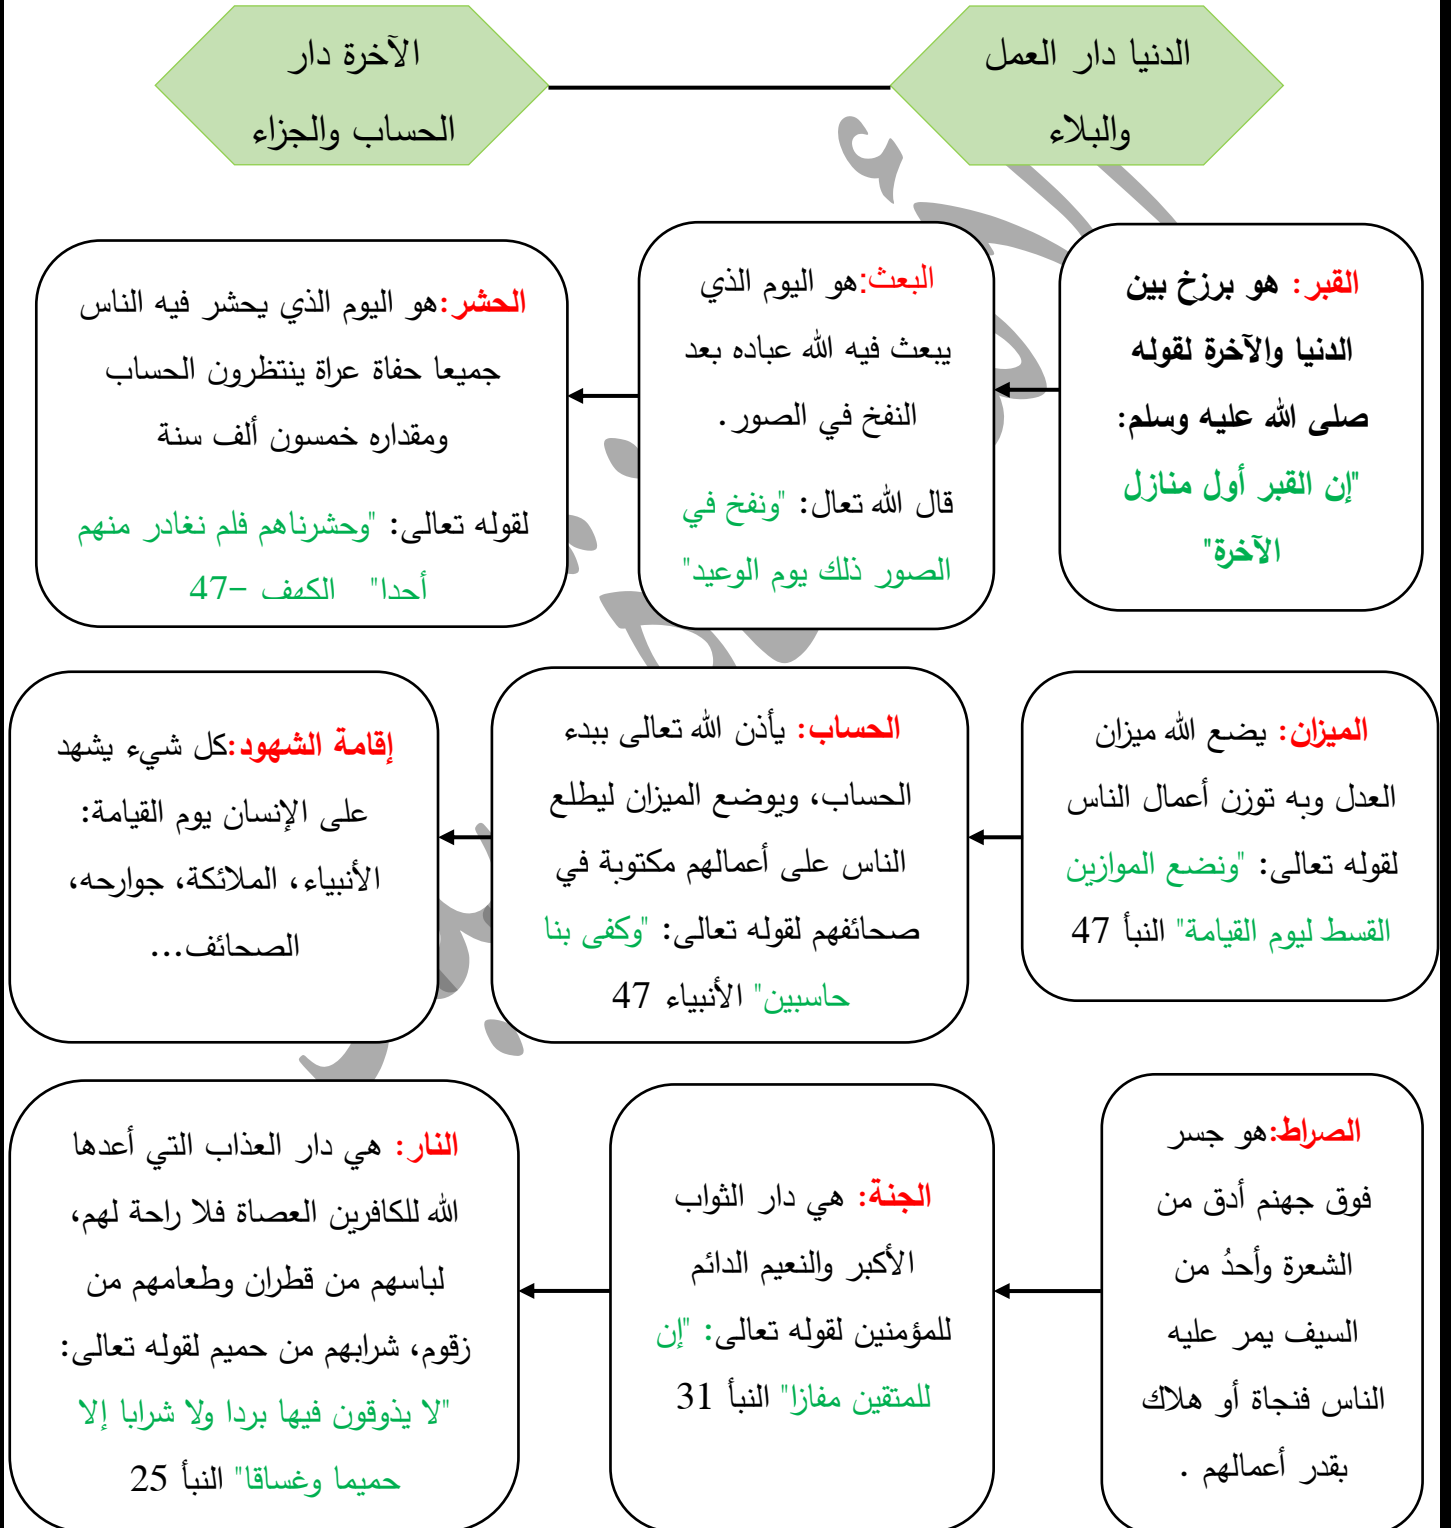 الدنيا دار العمل
والبلاء
الآخرة دار
الحساب والجزاء
القبر: هو برزخ بين
الدنيا والآخرة لقوله
صلى الله عليه وسلم:
"إن القبر أول منازل
الآخرة"
البعث:هو اليوم الذي
يبعث فيه الله عباده بعد
النفخ في الصور.
قال الله تعال: "ونفخ في
الصور ذلك يوم الوعيد"
الحشر:هو اليوم الذي يحشر فيه الناس
جميعا حفاة عراة ينتظرون الحساب
ومقداره خمسون ألف سنة
لقوله تعالى: "وحشرناهم فلم نغادر منهم
أحدا" الكهف –47
الميزان: يضع الله ميزان
العدل وبه توزن أعمال الناس
لقوله تعالى: "ونضع الموازين
القسط ليوم القيامة" النبأ 47
الحساب: يأذن الله تعالى ببدء
الحساب، ويوضع الميزان ليطلع
الناس على أعمالهم مكتوبة في
صحائفهم لقوله تعالى: "وكفى بنا
حاسبين" الأنبياء 47
إقامة الشهود:كل شيء يشهد
على الإنسان يوم القيامة:
الأنبياء، الملائكة، جوارحه،
الصحائف...
الصراط:هو جسر
فوق جهنم أدق من
الشعرة وأحدُ من
السيف يمر عليه
الناس فنجاة أو هلاك
بقدر أعمالهم .
الجنة: هي دار الثواب
الأكبر والنعيم الدائم
للمؤمنين لقوله تعالى: "إن
للمتقين مفازا" النبأ 31
النار: هي دار العذاب التي أعدها
الله للكافرين العصاة فلا راحة لهم،
لباسهم من قطران وطعامهم من
زقوم، شرابهم من حميم لقوله تعالى:
"لا يذوقون فيها بردا ولا شرابا إلا
حميما وغساقا" النبأ 25